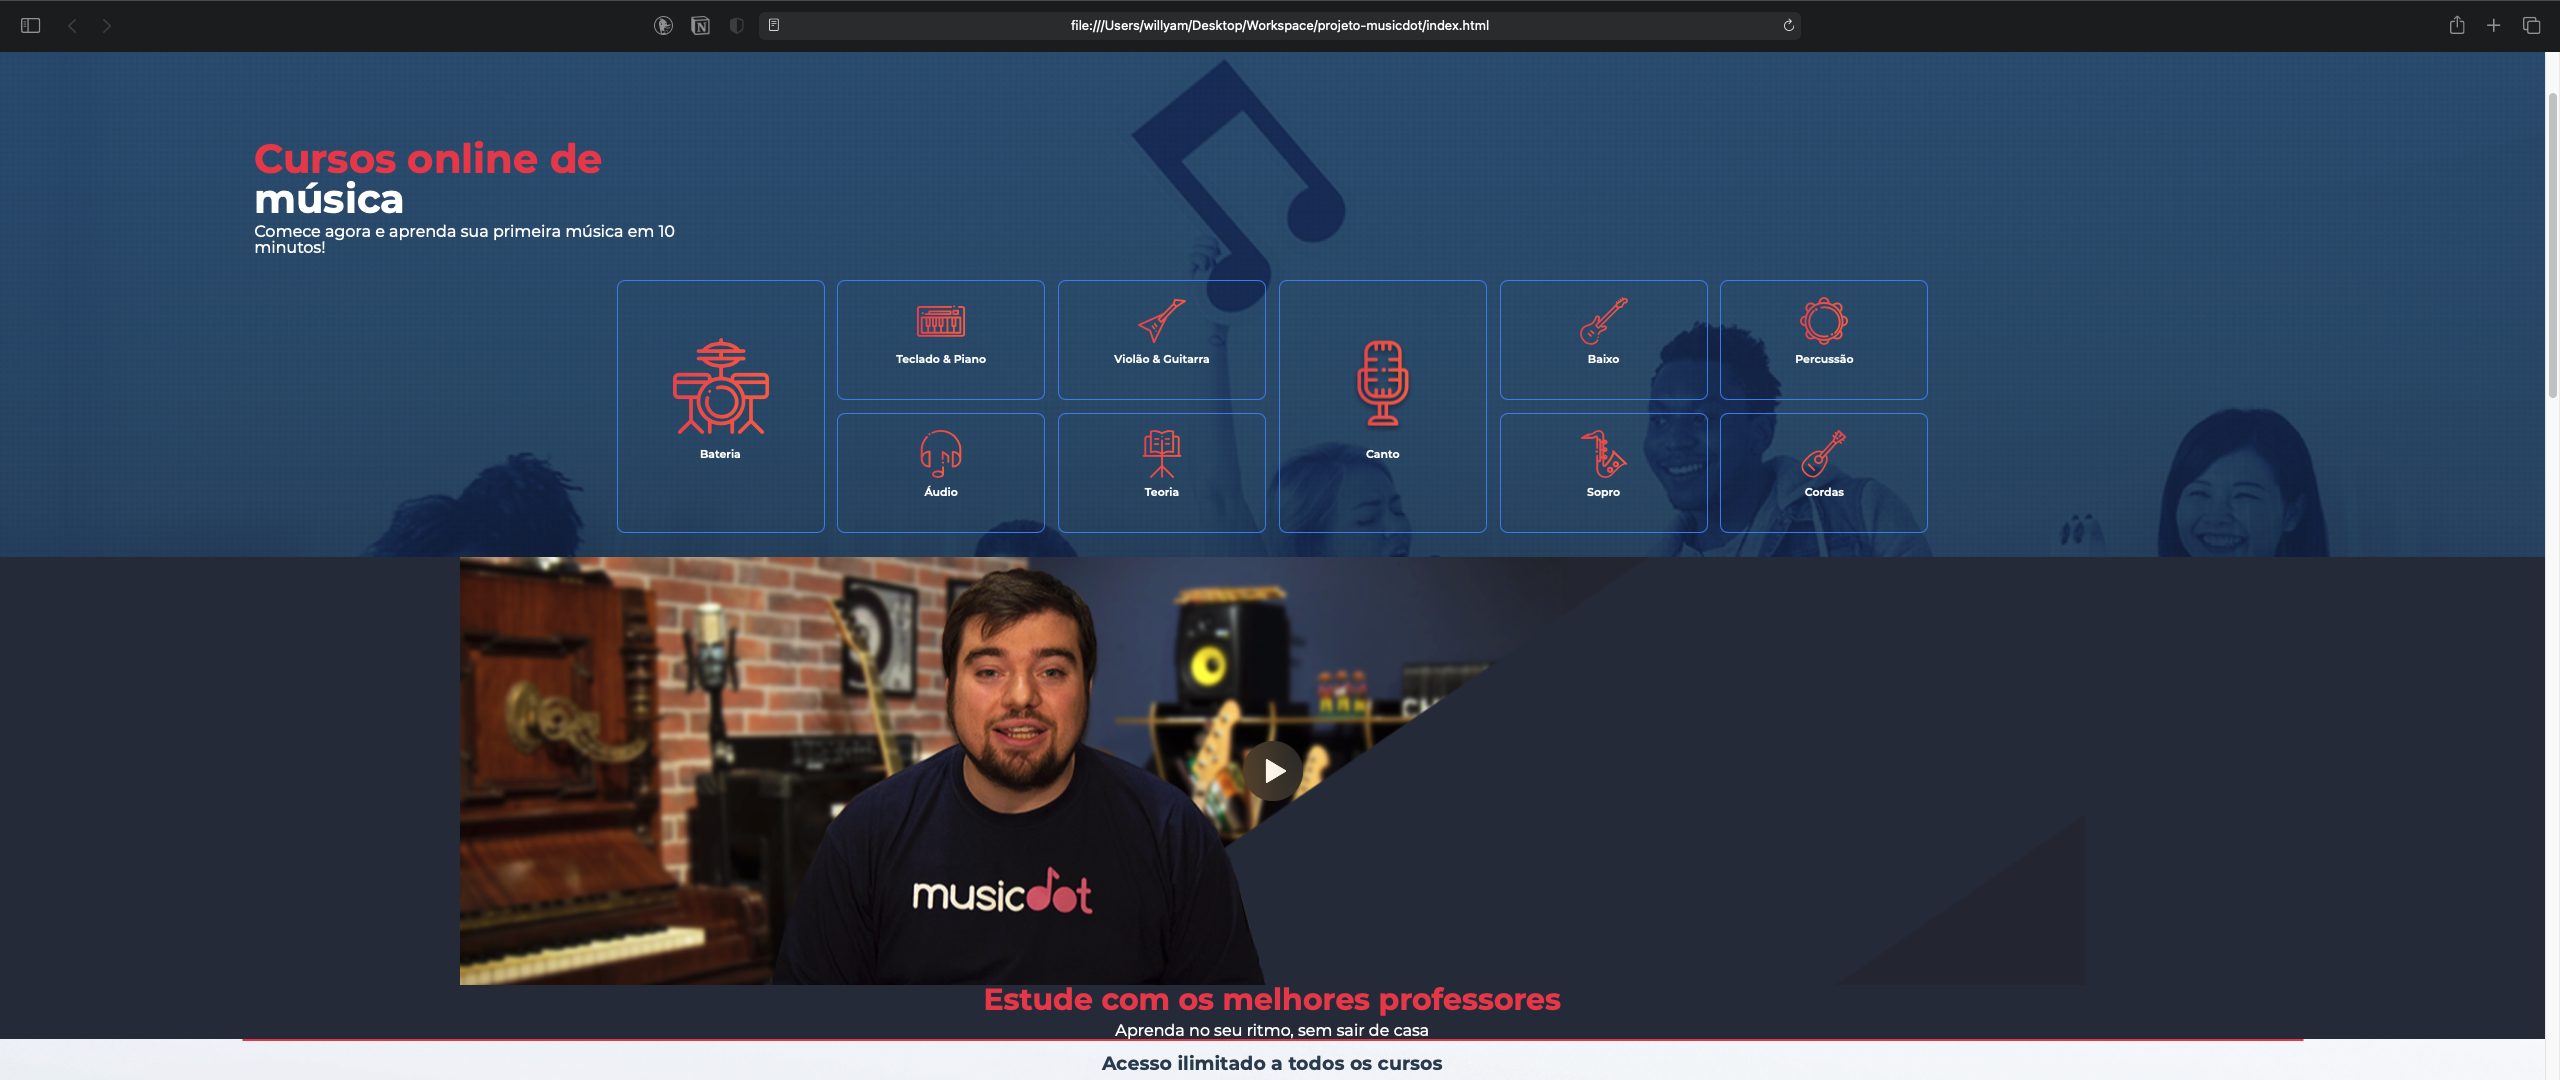 file:///Users/willyam/Desktop/Workspace/projeto-musicdot/index.html
Cursos online de
música
Comece agora e aprenda sua primeira música em 10
minutos!
Teclado & Piano
Violão & Guitarra
Baixo
Percussão
Bateria
Canto
Áudio
Teoria
Sopro
Cordas
musicdot
Estude com os melhores professores
Aprenda no seu ritmo, sem sair de casa
Acesso ilimitado a todos os cursos